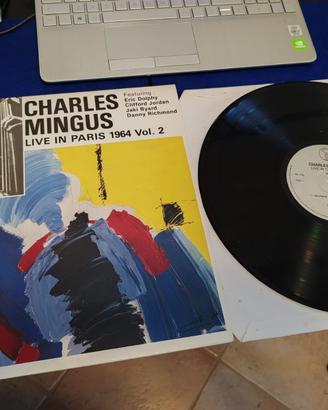 CHARLES
MINGUS
LIVE IN PARIS 1964 Vol. 2
Featuring
Eric Dolphy
Clifford Jordan
Jaki Byard
Danny Richmond
CHARLES